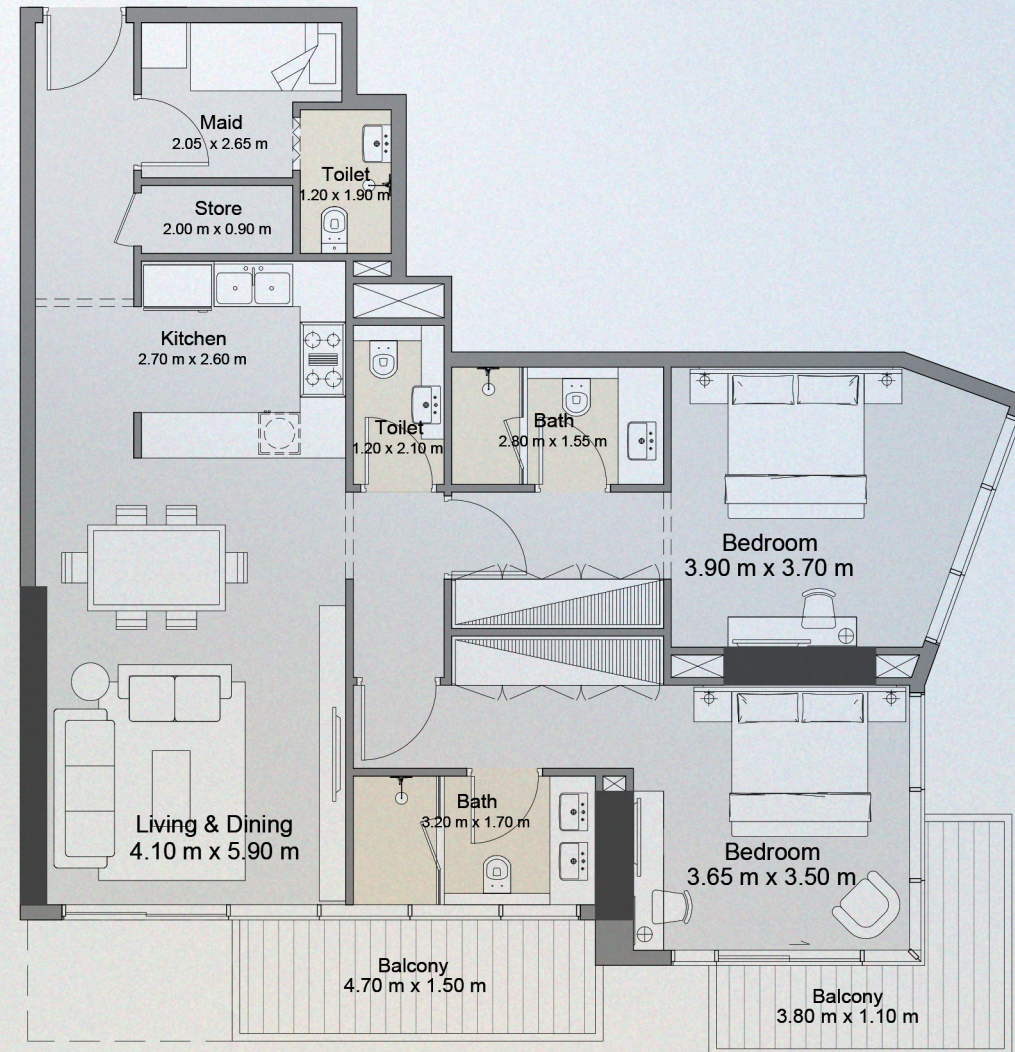 Maid
2.05 x 2.65 m
Toilet
1.20 x 1.90 m
Store
2.00 m x 0.90 m
Kitchen
2.70 m x 2.60 m
Toilet
1.20 x 2.10 m
Bath
2.80 m x 1.55 m
Bedroom
3.90 m x 3.70 m
Bath
3.20 m x 1.70 m
Living & Dining
4.10 m x 5.90 m
Bedroom
3.65 m x 3.50 m
Balcony
4.70 m x 1.50 m
Balcony
3.80 m x 1.10 m